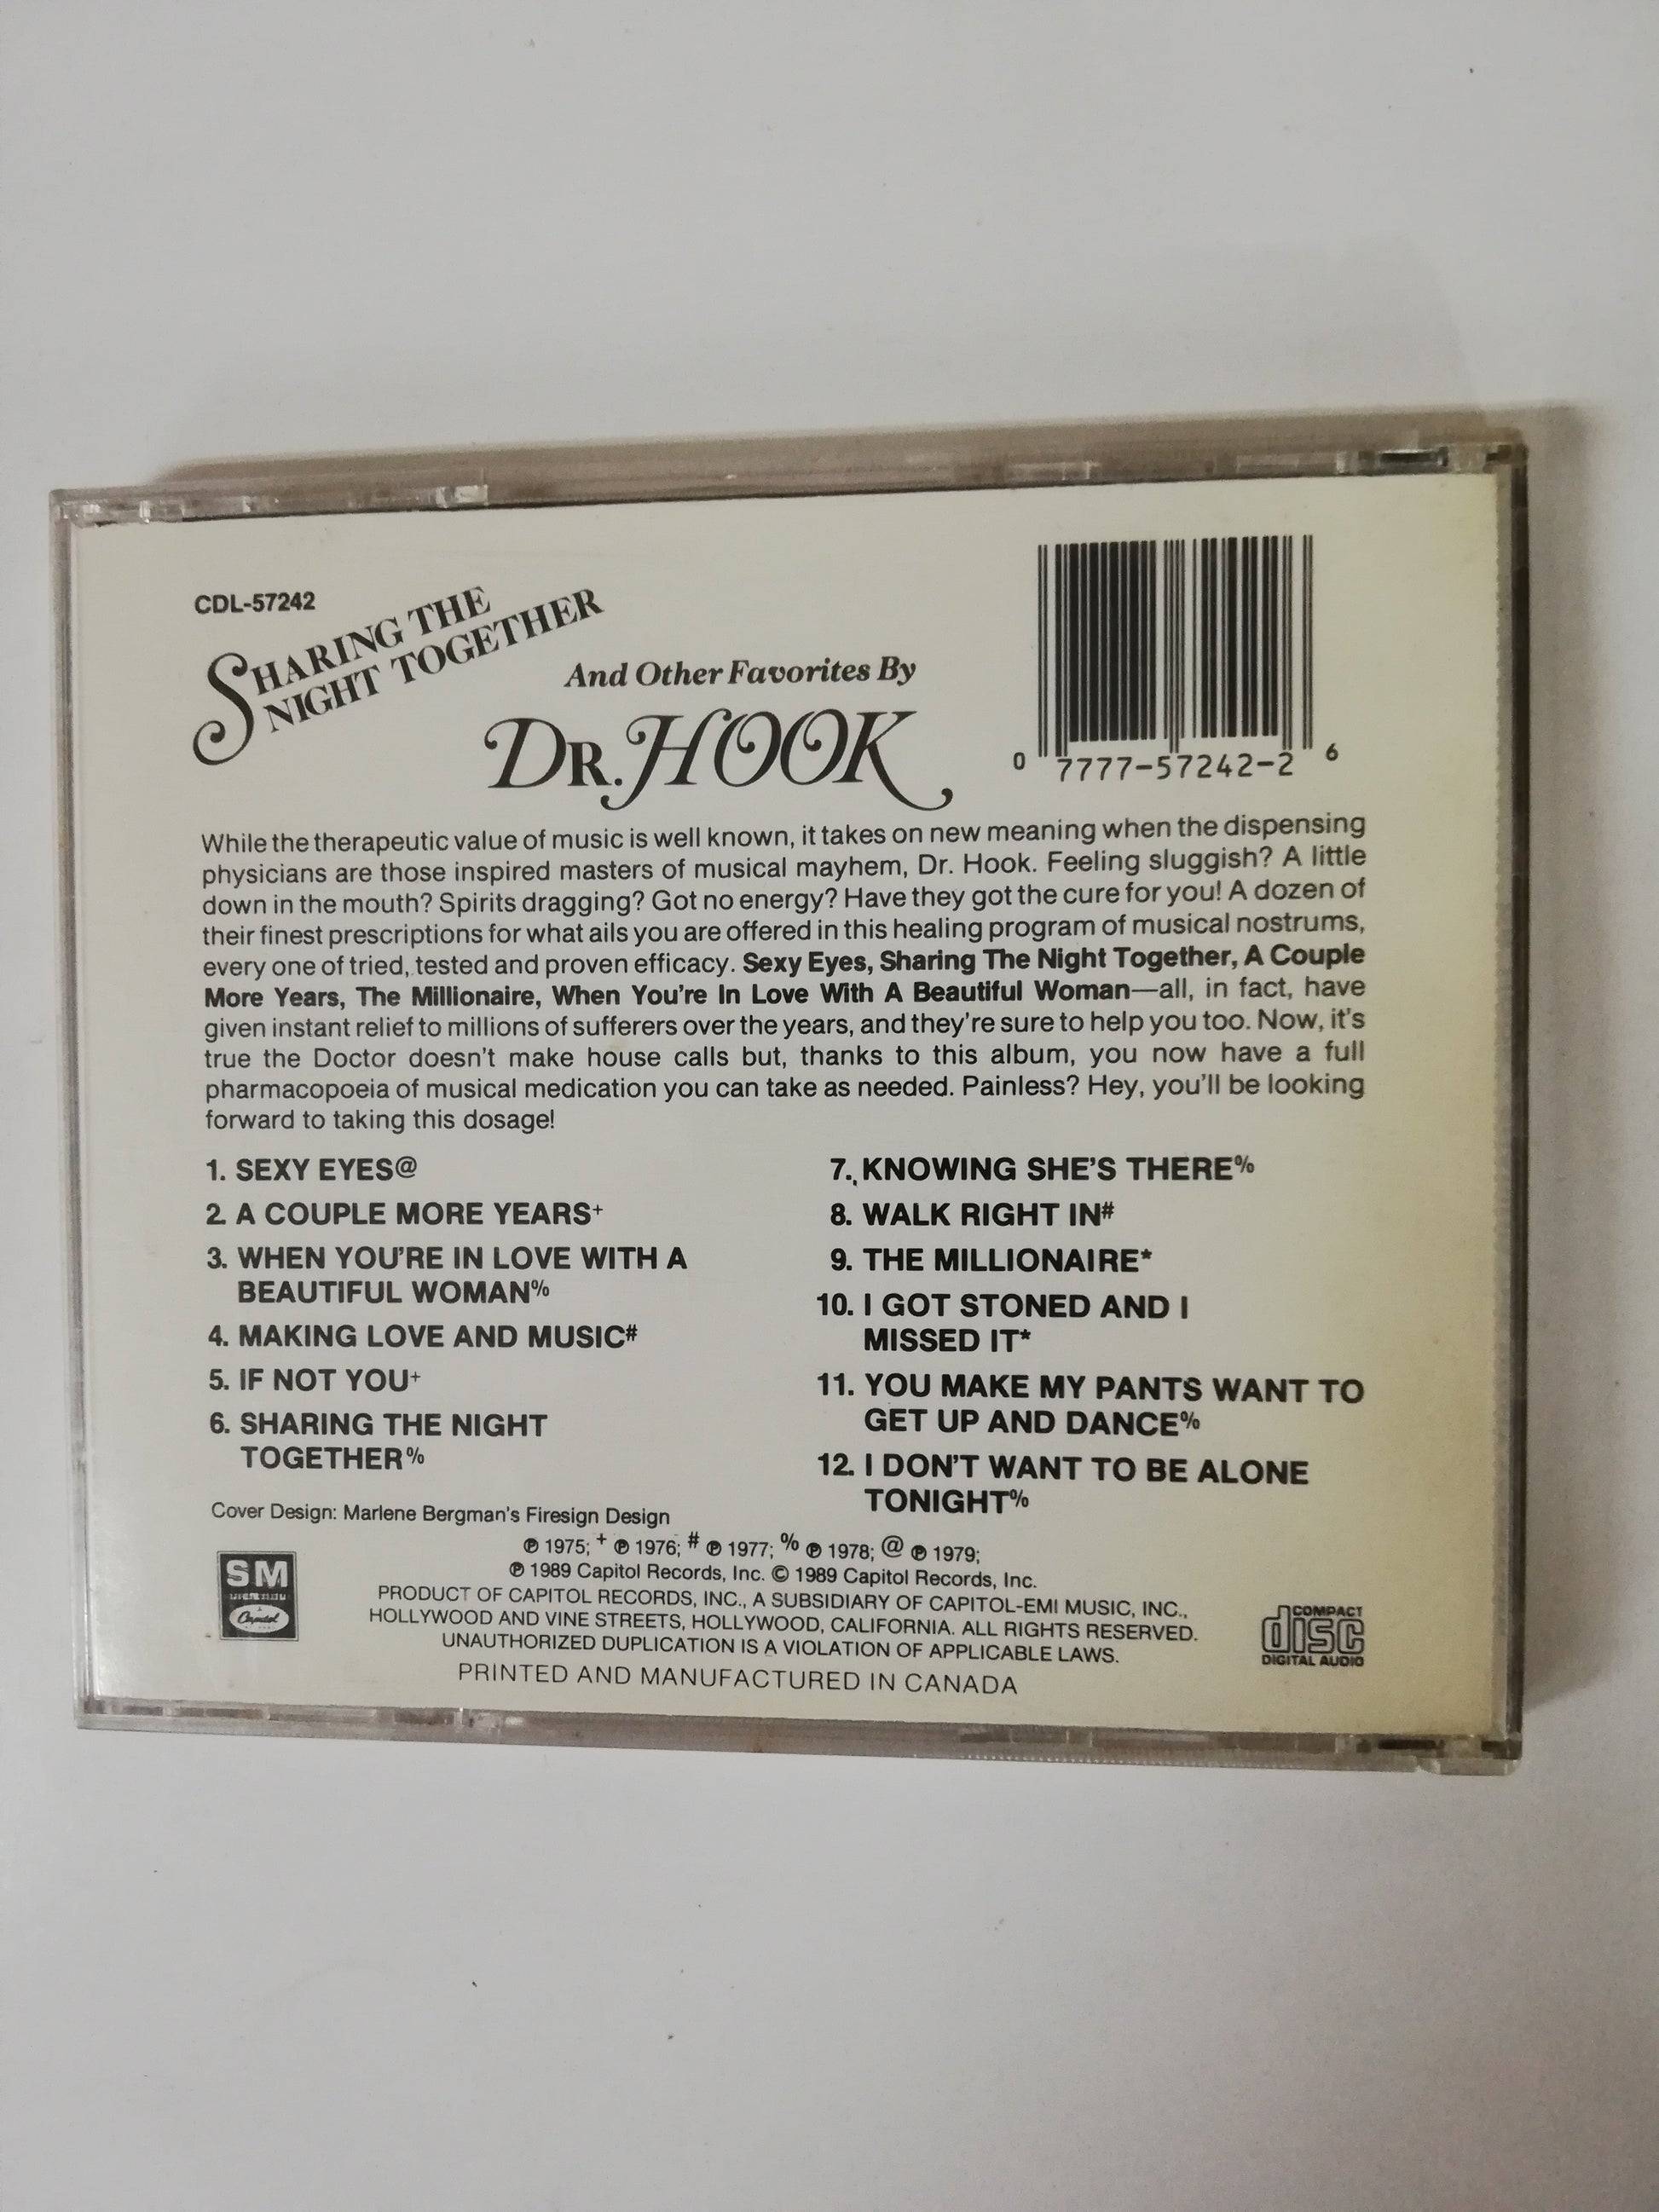 CDL-57242
SHARING THE
NIGHT TOGETHER
And Other Favorites By
DR. HOOK
0 7777-57242-2 6
While the therapeutic value of music is well known, it takes on new meaning when the dispensing
physicians are those inspired masters of musical mayhem, Dr. Hook. Feeling sluggish? A little
down in the mouth? Spirits dragging? Got no energy? Have they got the cure for you! A dozen of
their finest prescriptions for what ails you are offered in this healing program of musical nostrums,
every one of tried, tested and proven efficacy. Sexy Eyes, Sharing The Night Together, A Couple
More Years, The Millionaire, When You're In Love With A Beautiful Woman—all, in fact, have
given instant relief to millions of sufferers over the years, and they're sure to help you too. Now, it's
true the Doctor doesn't make house calls but, thanks to this album, you now have a full
pharmacopoeia of musical medication you can take as needed. Painless? Hey, you'll be looking
forward to taking this dosage!
1. SEXY EYES@
2. A COUPLE MORE YEARS+
3. WHEN YOU'RE IN LOVE WITH A
BEAUTIFUL WOMAN%
4. MAKING LOVE AND MUSIC#
5. IF NOT YOU+
6. SHARING THE NIGHT
TOGETHER%
7. KNOWING SHE'S THERE%
8. WALK RIGHT IN#
9. THE MILLIONAIRE*
10. I GOT STONED AND I
MISSED IT*
11. YOU MAKE MY PANTS WANT TO
GET UP AND DANCE%
12. I DON'T WANT TO BE ALONE
TONIGHT%
Cover Design: Marlene Bergman's Firesign Design
℗ 1975; + ℗ 1976; # ℗ 1977; % ℗ 1978; @ ℗ 1979;
℗ 1989 Capitol Records, Inc. © 1989 Capitol Records, Inc.
PRODUCT OF CAPITOL RECORDS, INC., A SUBSIDIARY OF CAPITOL-EMI MUSIC, INC.,
HOLLYWOOD AND VINE STREETS, HOLLYWOOD, CALIFORNIA. ALL RIGHTS RESERVED.
UNAUTHORIZED DUPLICATION IS A VIOLATION OF APPLICABLE LAWS.
PRINTED AND MANUFACTURED IN CANADA
SM
Capitol
COMPACT
disc
DIGITAL AUDIO